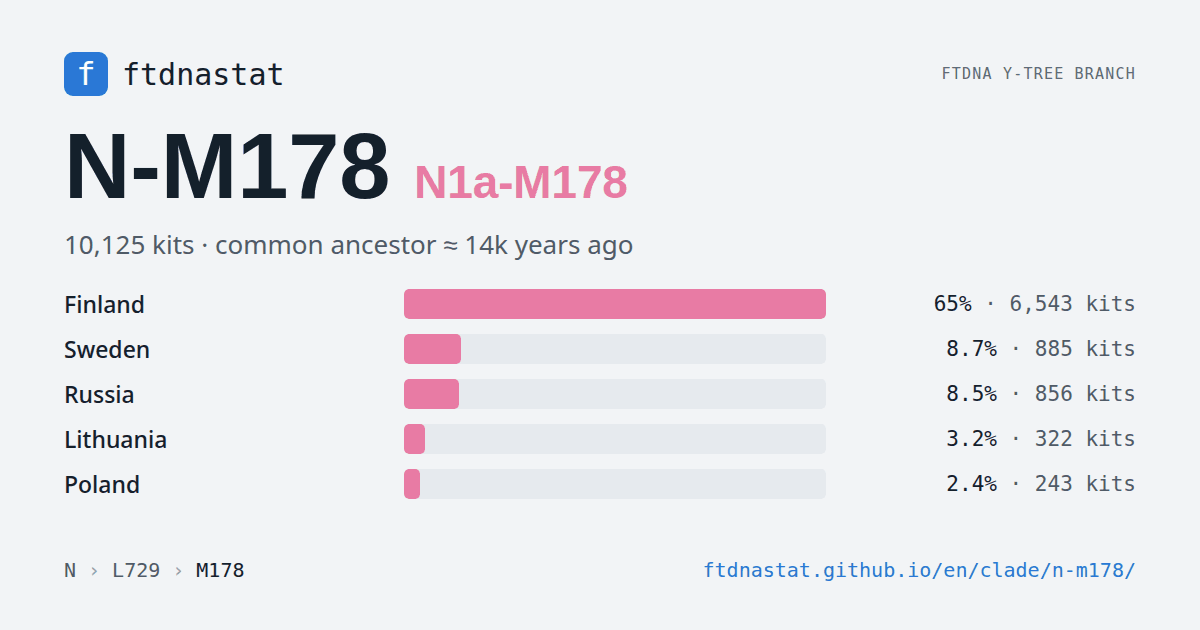 f ftdnastat
FTDNA Y-TREE BRANCH
N-M178 N1a-M178
10,125 kits · common ancestor ≈ 14k years ago
Finland 65% · 6,543 kits
Sweden 8.7% · 885 kits
Russia 8.5% · 856 kits
Lithuania 3.2% · 322 kits
Poland 2.4% · 243 kits
N › L729 › M178
ftdnastat.github.io/en/clade/n-m178/